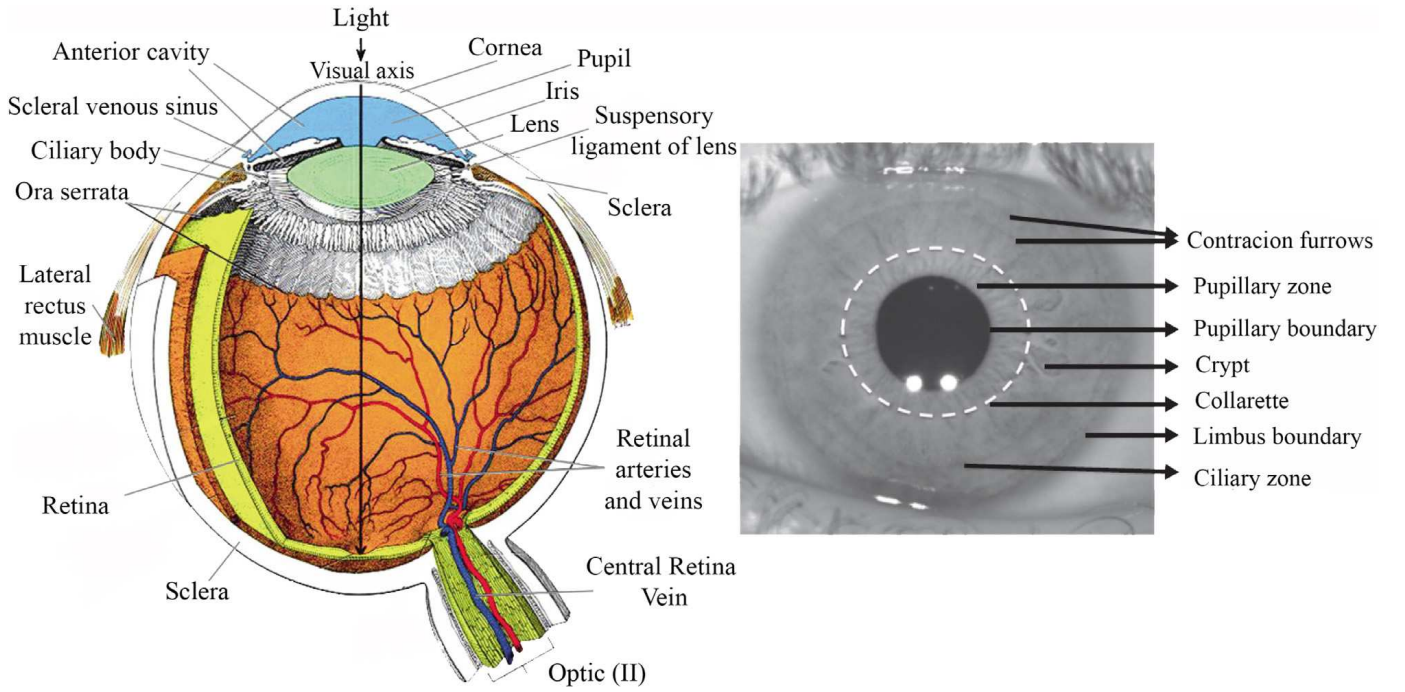 Light
Visual axis
Anterior cavity
Scleral venous sinus
Ciliary body
Ora serrata
Lateral
rectus
muscle
Retina
Sclera
Cornea
Pupil
Iris
Lens
Suspensory
ligament of lens
Sclera
Retinal
arteries
and veins
Central Retina
Vein
Optic (II)
Contracion furrows
Pupillary zone
Pupillary boundary
Crypt
Collarette
Limbus boundary
Ciliary zone